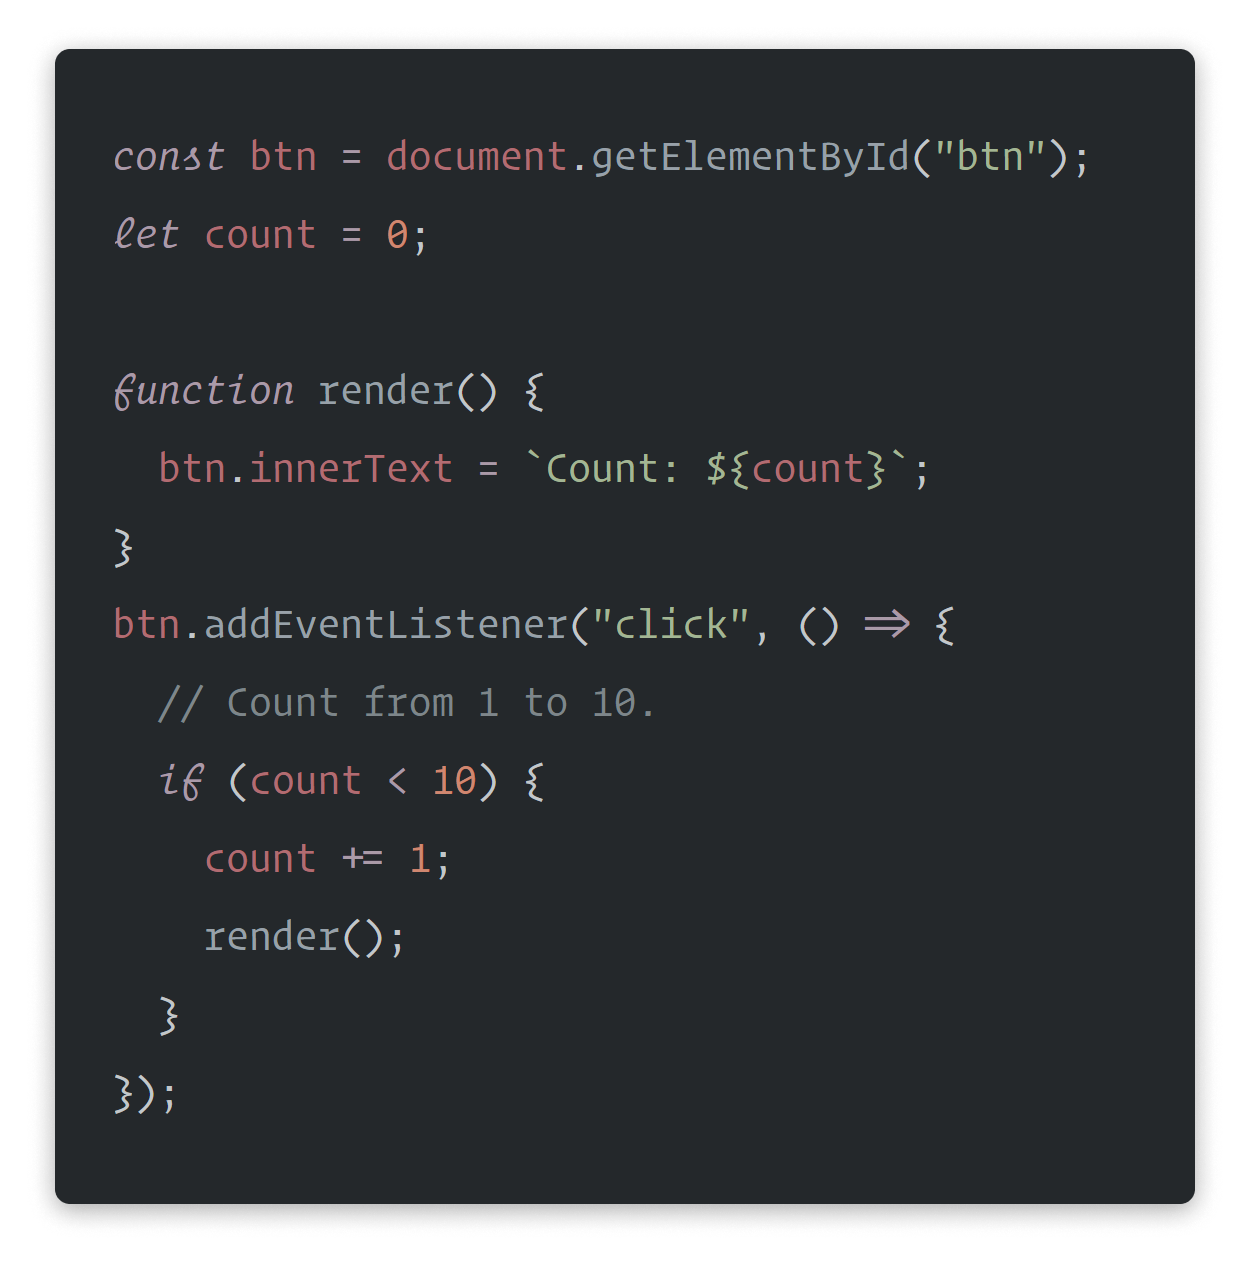 const btn = document.getElementById("btn");
let count = 0;

function render() {
  btn.innerText = `Count: ${count}`;
}
btn.addEventListener("click", () => {
  // Count from 1 to 10.
  if (count < 10) {
    count += 1;
    render();
  }
});